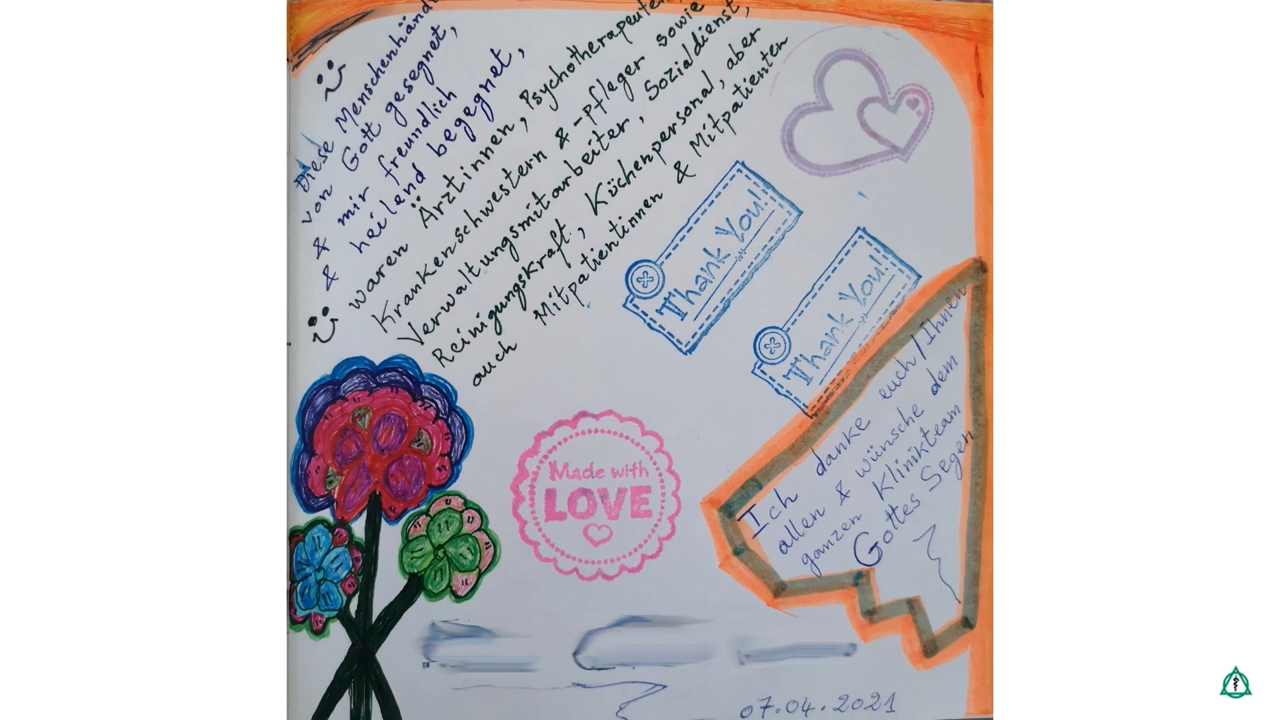 Diese Menschenhände
von Gott gesegnet,
& mir freundlich
& heilend begegnet,
waren Ärztinnen, Psychotherapeuten,
Krankenschwestern & -pfleger sowie
Verwaltungsmitarbeiter, Sozialdienst,
Reinigungskraft, Küchenpersonal, aber
auch Mitpatientinnen & Mitpatienten
Thank You!
Thank You!
Ich danke euch/Ihnen
allen & wünsche dem
ganzen Klinikteam
Gottes Segen
Made with
LOVE
07.04.2021